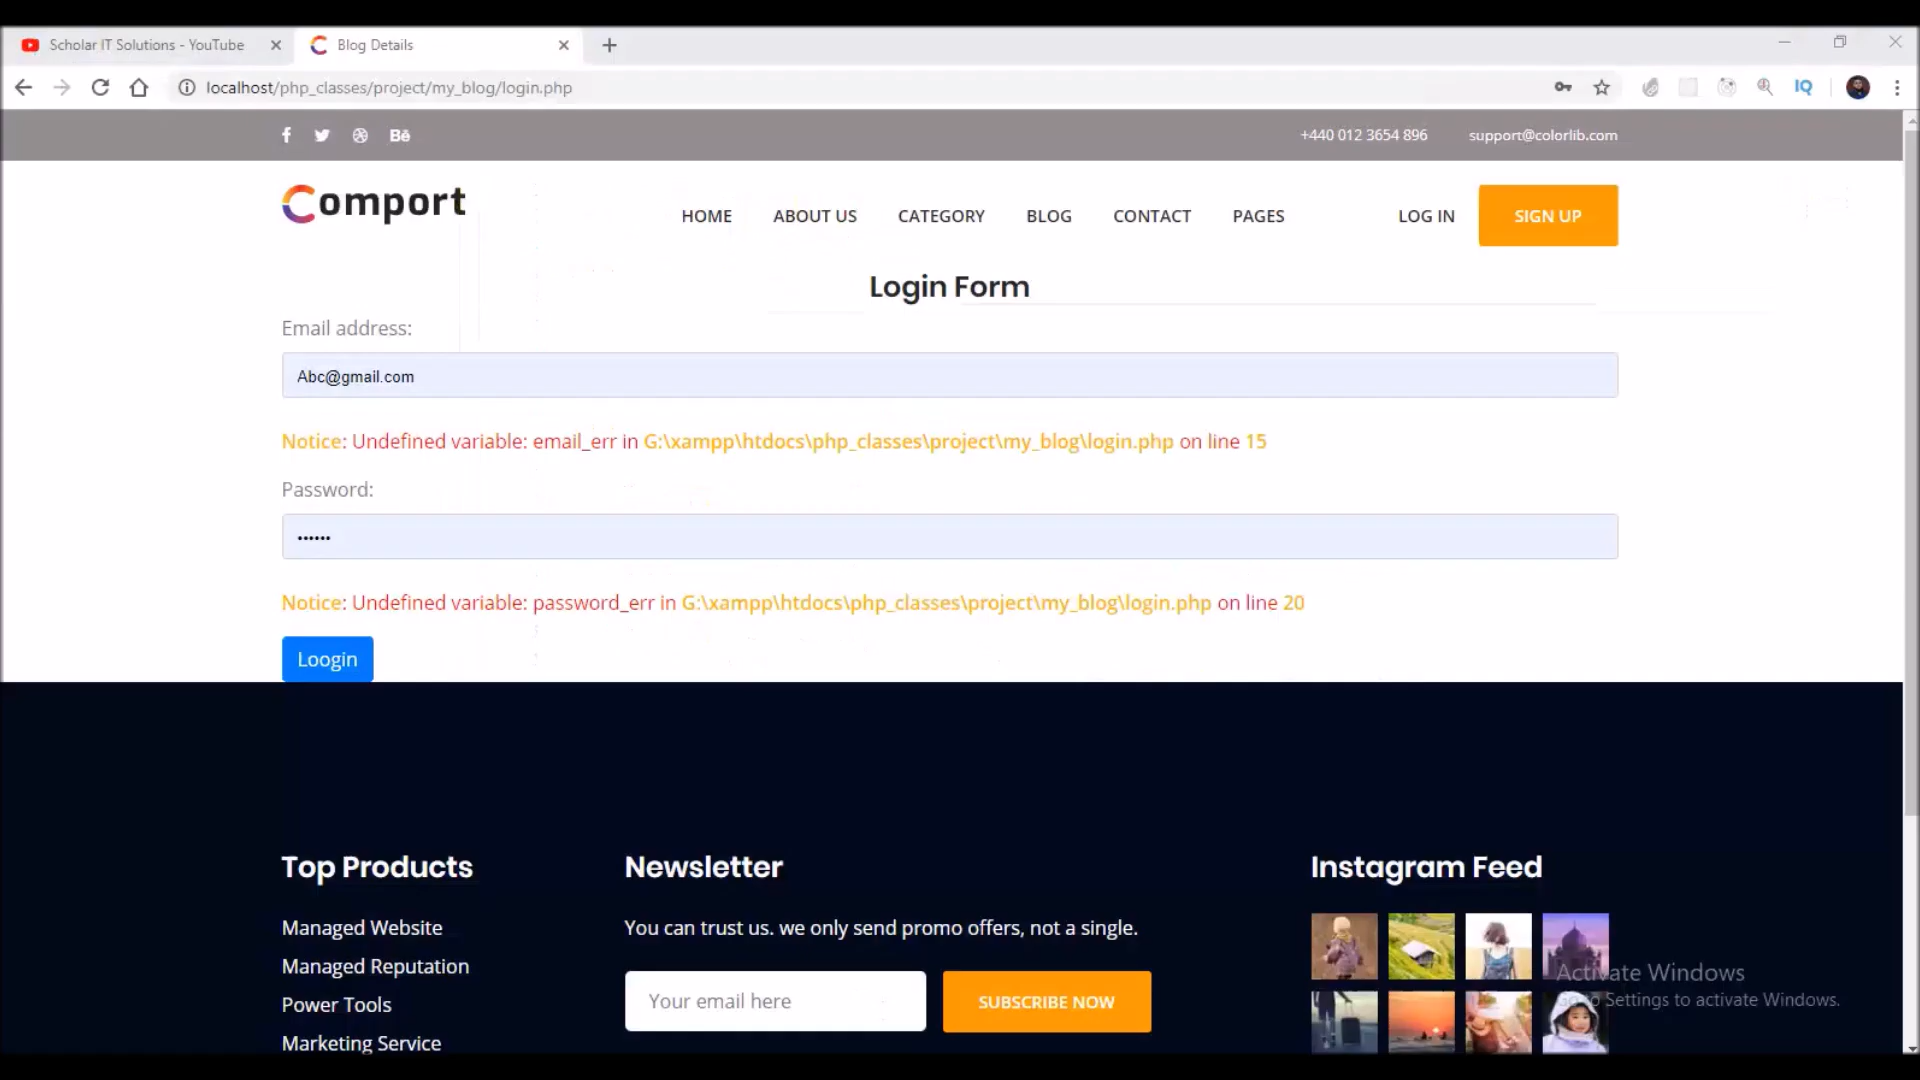 Scholar IT Solutions - YouTube
Blog Details
localhost/php_classes/project/my_blog/login.php
IQ
+440 012 3654 896
support@colorlib.com
Comport
HOME
ABOUT US
CATEGORY
BLOG
CONTACT
PAGES
LOG IN
SIGN UP
Login Form
Email address:
Abc@gmail.com
Notice: Undefined variable: email_err in G:\xampp\htdocs\php_classes\project\my_blog\login.php on line 15
Password:
Notice: Undefined variable: password_err in G:\xampp\htdocs\php_classes\project\my_blog\login.php on line 20
Loogin
Top Products
Managed Website
Managed Reputation
Power Tools
Marketing Service
Newsletter
You can trust us. we only send promo offers, not a single.
Your email here
SUBSCRIBE NOW
Instagram Feed
Activate Windows
Go to Settings to activate Windows.